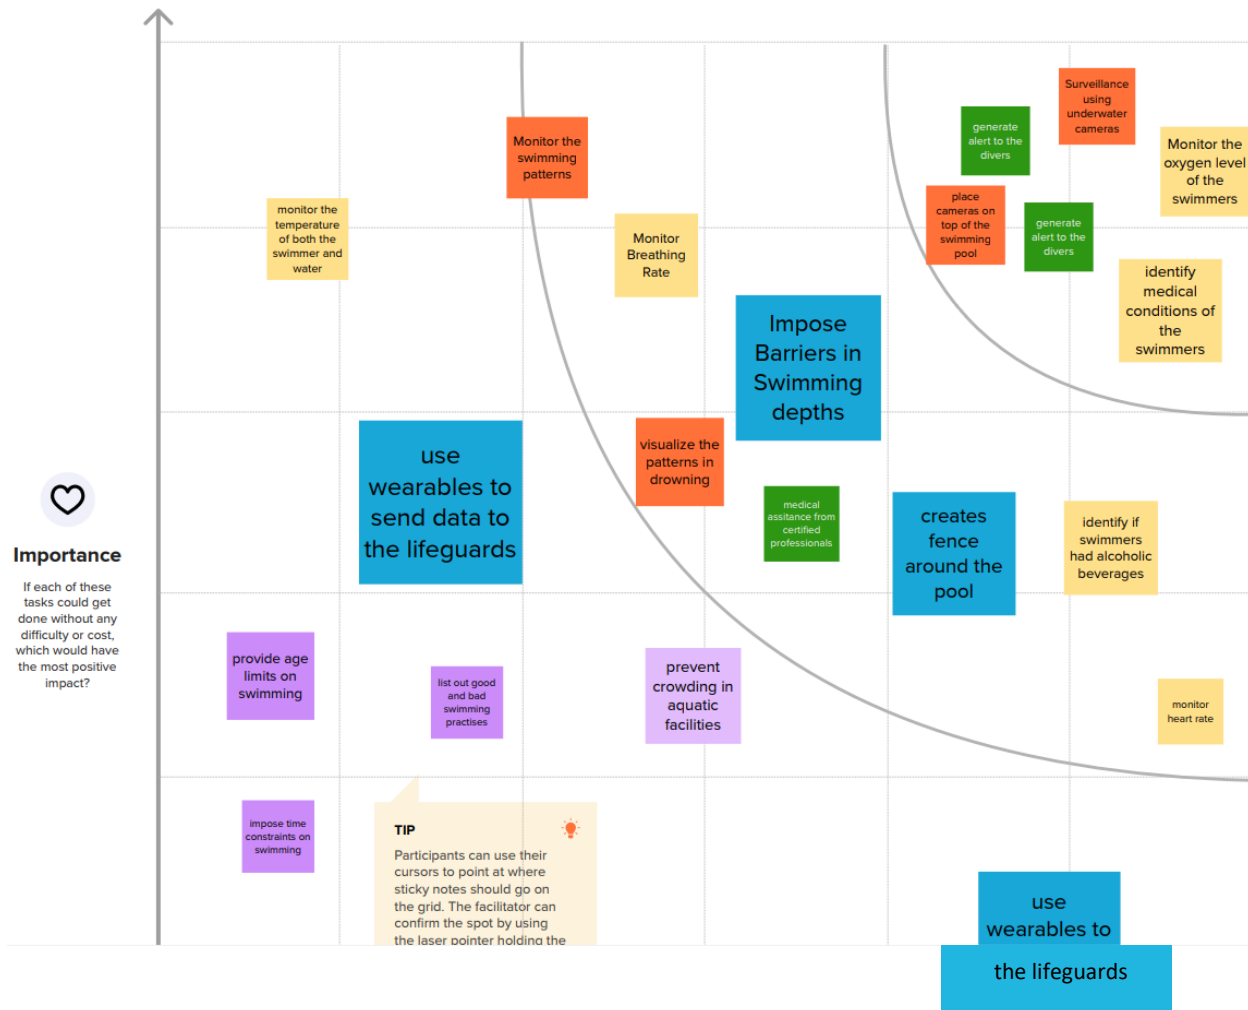 Surveillance
using
underwater
cameras
generate
alert to the
divers
Monitor the
swimming
patterns
Monitor the
oxygen level
of the
swimmers
place
cameras on
top of the
swimming
pool
monitor the
temperature
of both the
swimmer and
water
generate
alert to the
divers
Monitor
Breathing
Rate
identify
medical
conditions of
the
swimmers
Impose
Barriers in
Swimming
depths
use
wearables to
send data to
the lifeguards
visualize the
patterns in
drowning
medical
assitance from
certified
professionals
creates
fence
around the
pool
identify if
swimmers
had alcoholic
beverages
Importance
If each of these
tasks could get
done without any
difficulty or cost,
which would have
the most positive
impact?
provide age
limits on
swimming
list out good
and bad
swimming
practises
prevent
crowding in
aquatic
facilities
monitor
heart rate
impose time
constraints on
swimming
TIP
Participants can use their
cursors to point at where
sticky notes should go on
the grid. The facilitator can
confirm the spot by using
the laser pointer holding the
use
wearables to
the lifeguards